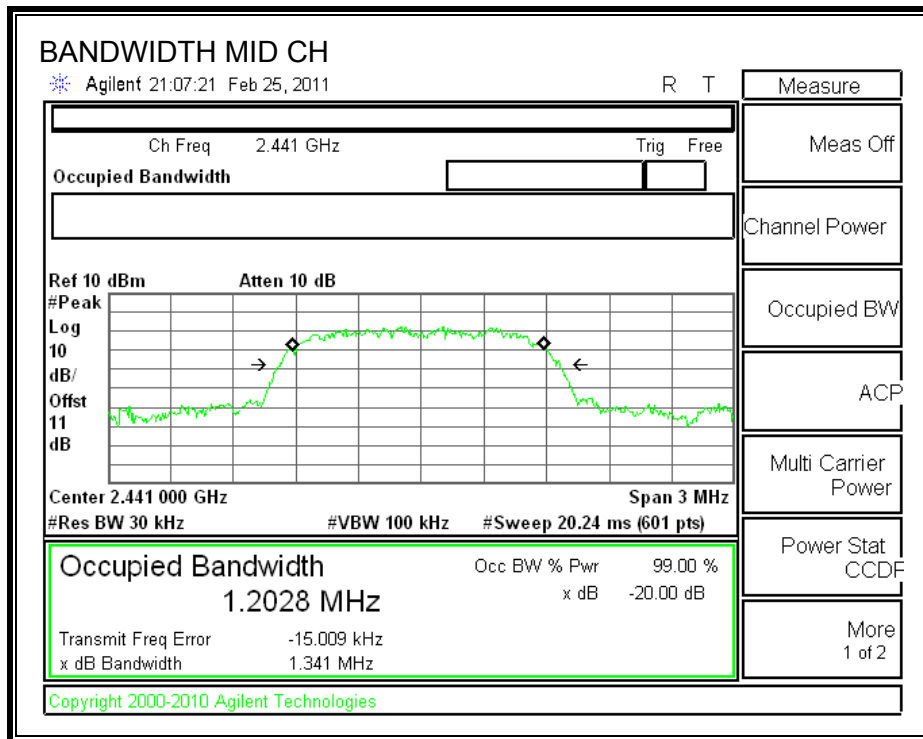 BANDWIDTH MID CH
Agilent 21:07:21 Feb 25, 2011 R T
Measure
Ch Freq 2.441 GHz Trig Free
Occupied Bandwidth
Meas Off
Channel Power
Occupied BW
ACP
Multi Carrier
Power
Power Stat
CCDF
More
1 of 2
Ref 10 dBm Atten 10 dB
#Peak
Log
10
dB/
Offst
11
dB
Center 2.441 000 GHz Span 3 MHz
#Res BW 30 kHz #VBW 100 kHz #Sweep 20.24 ms (601 pts)
Occupied Bandwidth Occ BW % Pwr 99.00 %
1.2028 MHz x dB -20.00 dB
Transmit Freq Error -15.009 kHz
x dB Bandwidth 1.341 MHz
Copyright 2000-2010 Agilent Technologies